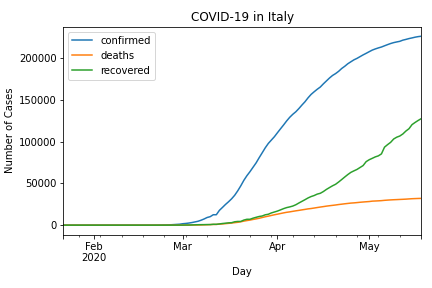 COVID-19 in Italy
confirmed
deaths
recovered
Number of Cases
200000
150000
100000
50000
0
Feb
2020
Mar
Apr
May
Day